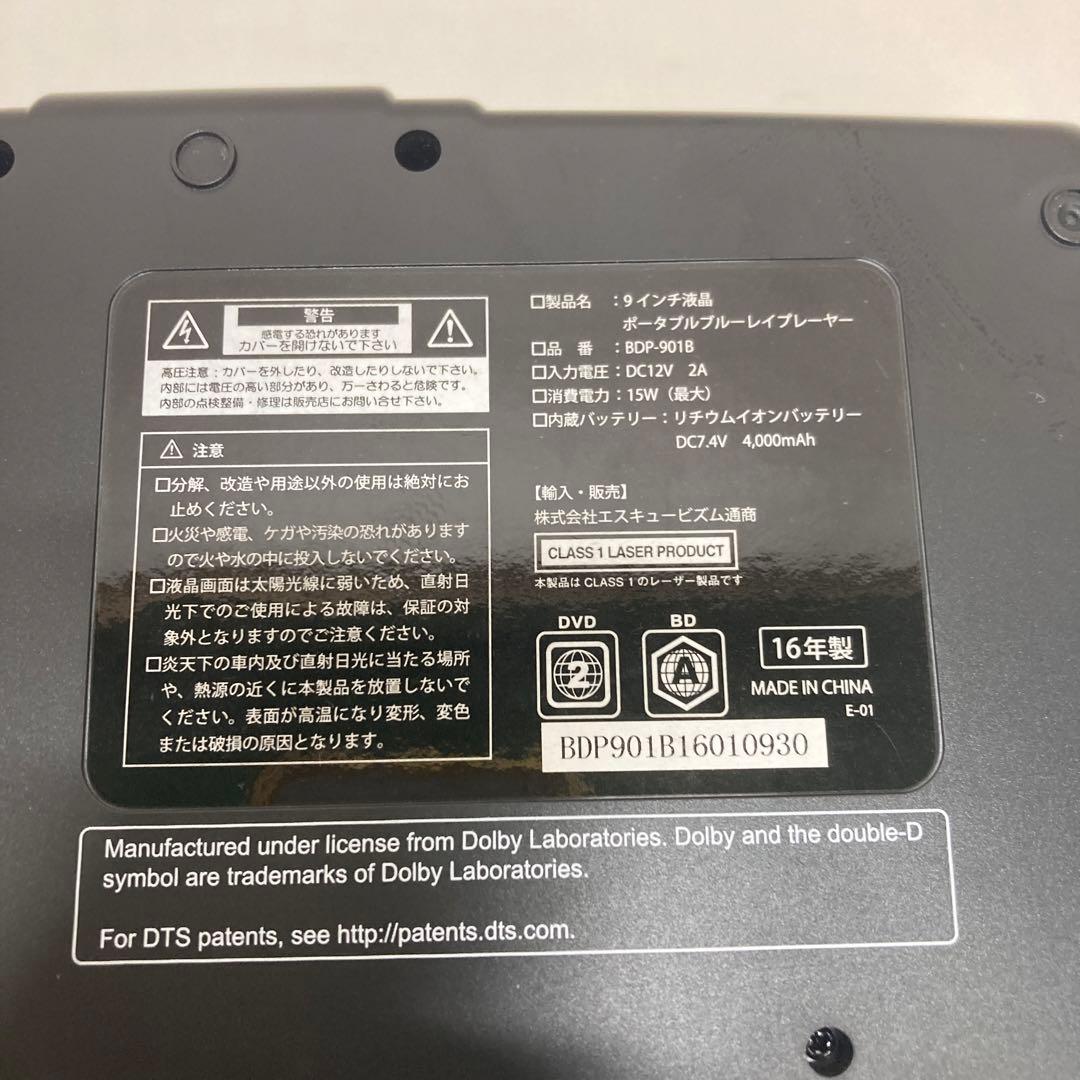 警告
感電する恐れがあります
カバーを開けないで下さい
高圧注意：カバーを外したり、改造したりしないで下さい。
内部には電圧の高い部分があり、万一さわると危険です。
内部の点検整備・修理は販売店にお問い合せ下さい。
⚠ 注意
□分解、改造や用途以外の使用は絶対にお
止めください。
□火災や感電、ケガや汚染の恐れがあります
ので火や水の中に投入しないでください。
□液晶画面は太陽光線に弱いため、直射日
光下でのご使用による故障は、保証の対
象外となりますのでご注意ください。
□炎天下の車内及び直射日光に当たる場所
や、熱源の近くに本製品を放置しないで
ください。表面が高温になり変形、変色
または破損の原因となります。
□製品名　：9インチ液晶
ポータブルブルーレイプレーヤー
□品　番　：BDP-901B
□入力電圧：DC12V　2A
□消費電力：15W（最大）
□内蔵バッテリー：リチウムイオンバッテリー
DC7.4V　4,000mAh
【輸入・販売】
株式会社エスキュービズム通商
CLASS 1 LASER PRODUCT
本製品は CLASS 1 のレーザー製品です
DVD BD
2 A
16年製
MADE IN CHINA
E-01
BDP901B16010930
Manufactured under license from Dolby Laboratories. Dolby and the double-D
symbol are trademarks of Dolby Laboratories.
For DTS patents, see http://patents.dts.com.